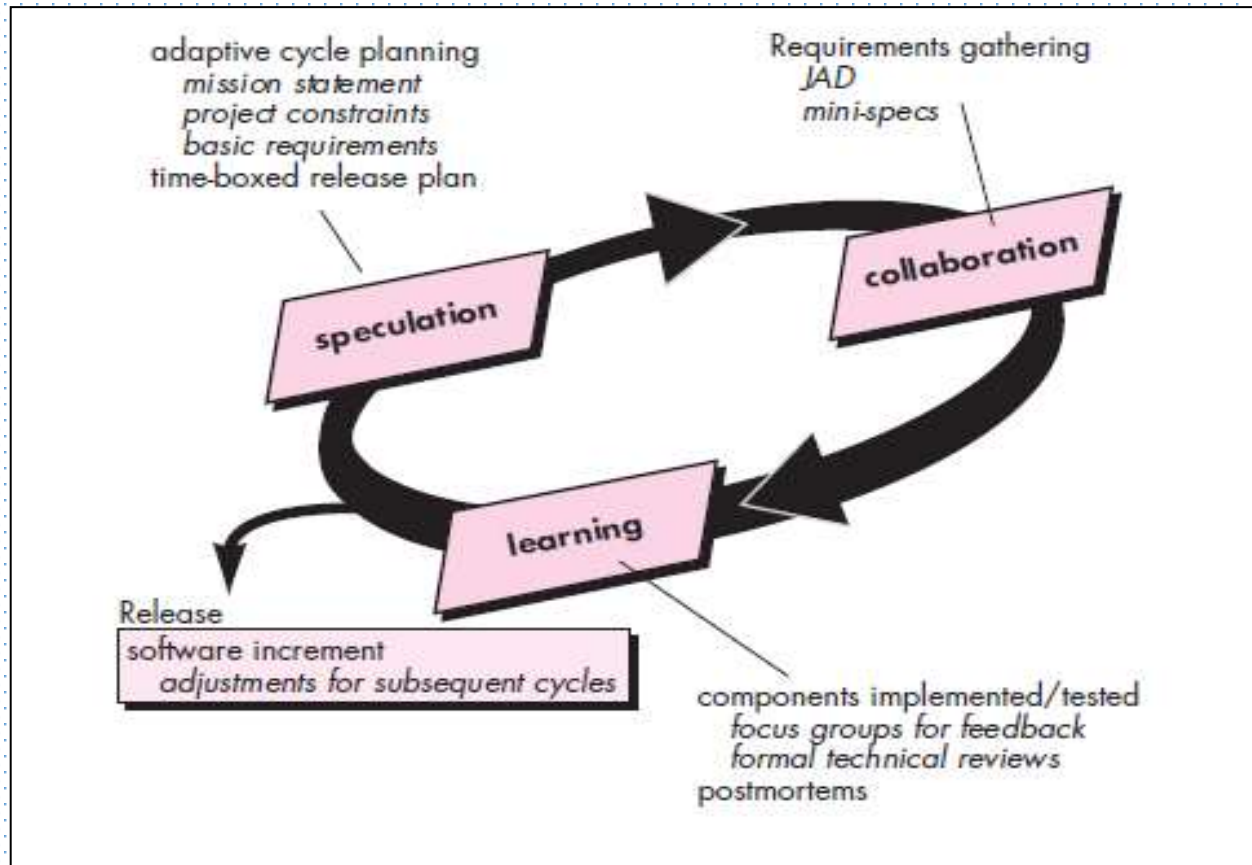 adaptive cycle planning
mission statement
project constraints
basic requirements
time-boxed release plan
Requirements gathering
JAD
mini-specs
speculation
collaboration
learning
Release
software increment
adjustments for subsequent cycles
components implemented/tested
focus groups for feedback
formal technical reviews
postmortems